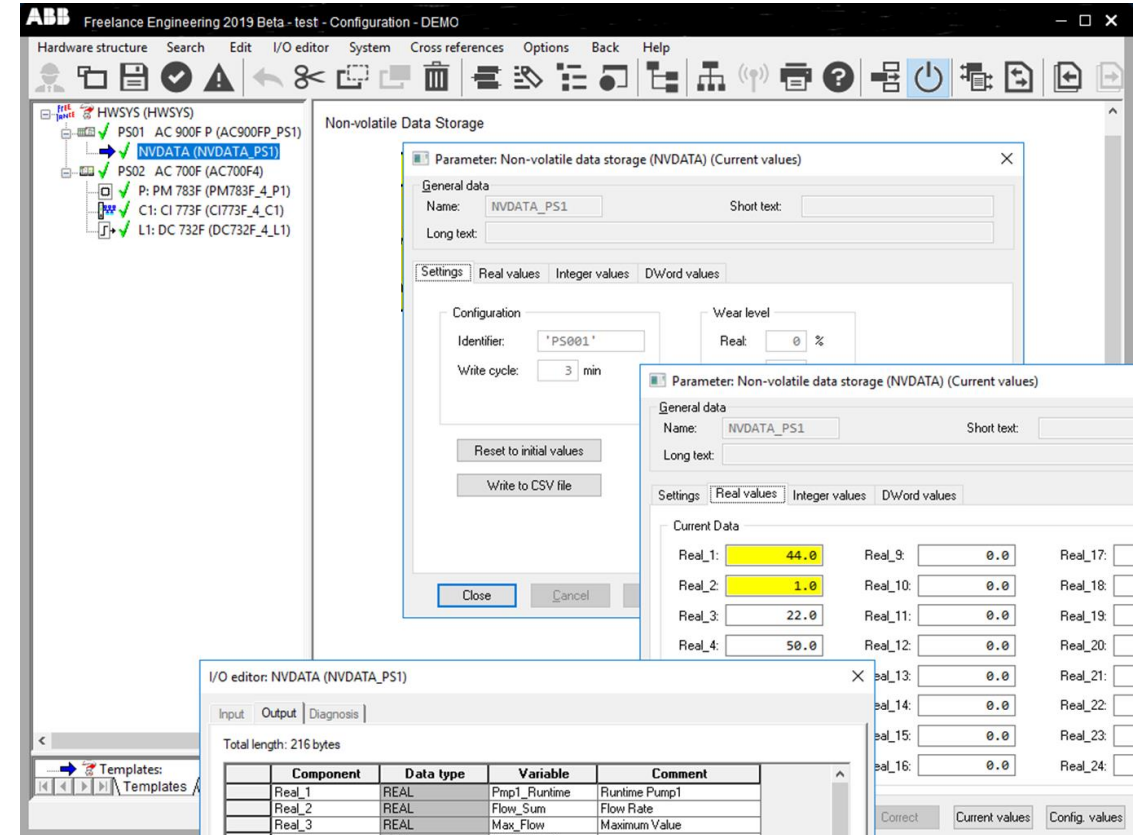 ABB Freelance Engineering 2019 Beta - test - Configuration - DEMO
Hardware structure Search Edit I/O editor System Cross references Options Back Help
HWSYS (HWSYS)
PS01 AC 900F P (AC900FP_PS1)
NVDATA (NVDATA_PS1)
PS02 AC 700F (AC700F4)
P: PM 783F (PM783F_4_P1)
C1: CI 773F (CI773F_4_C1)
L1: DC 732F (DC732F_4_L1)
Templates:
Templates
Non-volatile Data Storage
Parameter: Non-volatile data storage (NVDATA) (Current values)
General data
Name: NVDATA_PS1 Short text:
Long text:
Settings Real values Integer values DWord values
Configuration Wear level
Identifier: 'PS001' Real: 0 %
Write cycle: 3 min
Reset to initial values
Write to CSV file
Close Cancel
Parameter: Non-volatile data storage (NVDATA) (Current values)
General data
Name: NVDATA_PS1 Short text:
Long text:
Settings Real values Integer values DWord values
Current Data
Real_1: 44.0 Real_9: 0.0 Real_17:
Real_2: 1.0 Real_10: 0.0 Real_18:
Real_3: 22.0 Real_11: 0.0 Real_19:
Real_4: 50.0 Real_12: 0.0 Real_20:
eal_13: 0.0 Real_21:
eal_14: 0.0 Real_22:
eal_15: 0.0 Real_23:
eal_16: 0.0 Real_24:
Correct Current values Config. values
I/O editor: NVDATA (NVDATA_PS1)
Input Output Diagnosis
Total length: 216 bytes
Component Data type Variable Comment
Real_1 REAL Pmp1_Runtime Runtime Pump1
Real_2 REAL Flow_Sum Flow Rate
Real_3 REAL Max_Flow Maximum Value